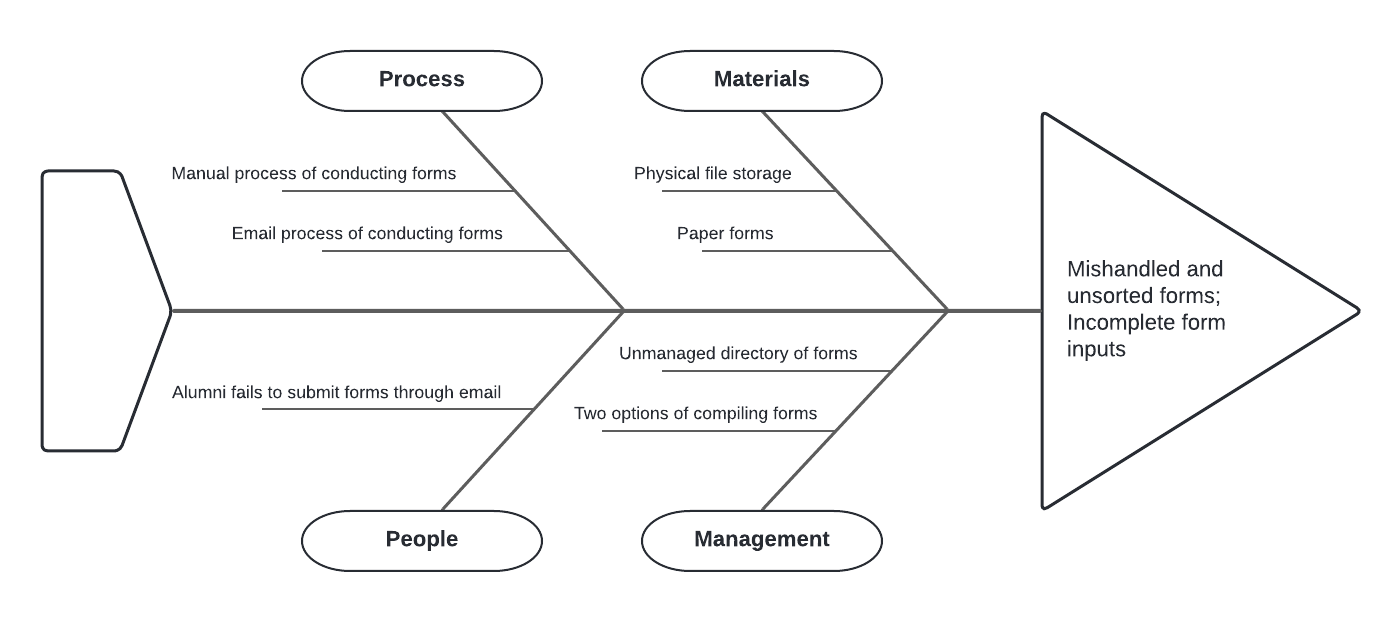 Process
Materials
Manual process of conducting forms
Physical file storage
Email process of conducting forms
Paper forms
Mishandled and
unsorted forms;
Incomplete form
inputs
Unmanaged directory of forms
Alumni fails to submit forms through email
Two options of compiling forms
People
Management